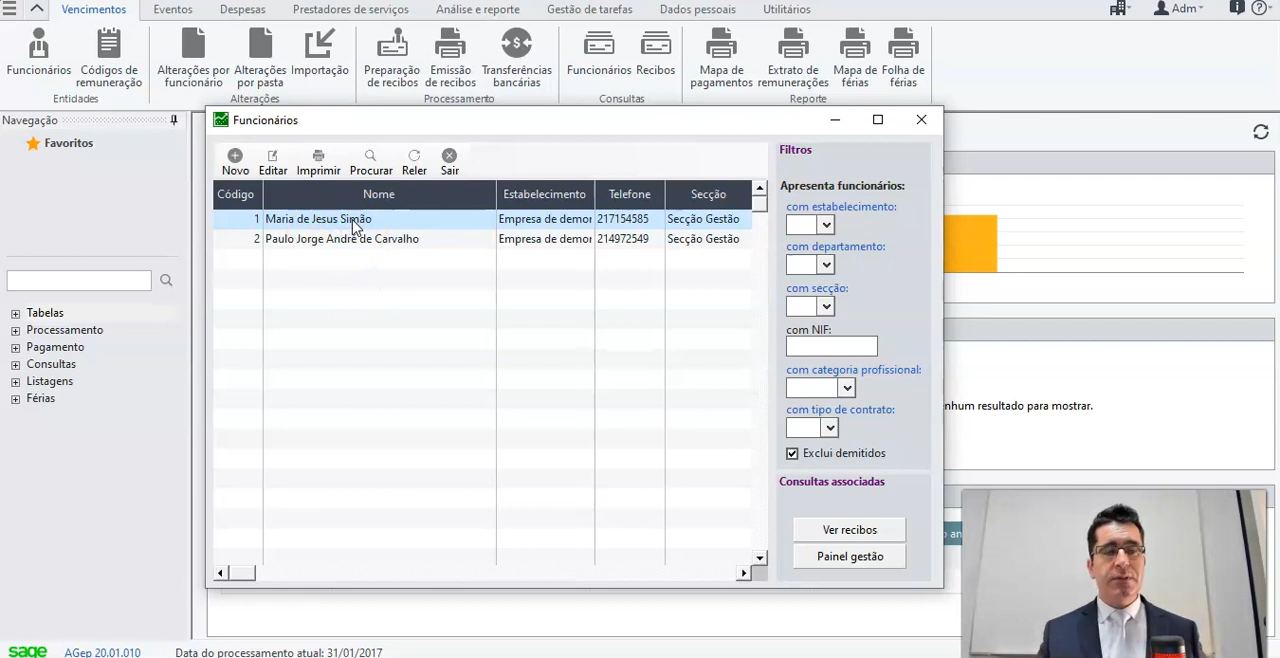 Vencimentos Eventos Despesas Prestadores de serviços Análise e reporte Gestão de tarefas Dados pessoais Utilitários Adm
Funcionários Códigos de remuneração Alterações por funcionário Alterações por pasta Importação Preparação de recibos Emissão de recibos Transferências bancárias Funcionários Recibos Mapa de pagamentos Extrato de remunerações Mapa de férias Folha de férias
Entidades Alterações Processamento Consultas Reporte
Navegação
Favoritos
Tabelas
Processamento
Pagamento
Consultas
Listagens
Férias
Funcionários
Novo Editar Imprimir Procurar Reler Sair
Código Nome Estabelecimento Telefone Secção
1 Maria de Jesus Simão Empresa de demor 217154585 Secção Gestão
2 Paulo Jorge André de Carvalho Empresa de demor 214972549 Secção Gestão
Filtros
Apresenta funcionários:
com estabelecimento:
com departamento:
com secção:
com NIF:
com categoria profissional:
com tipo de contrato:
Exclui demitidos
Consultas associadas
Ver recibos
Painel gestão
nhum resultado para mostrar.
o an
sage AGep 20.01.010 Data do processamento atual: 31/01/2017